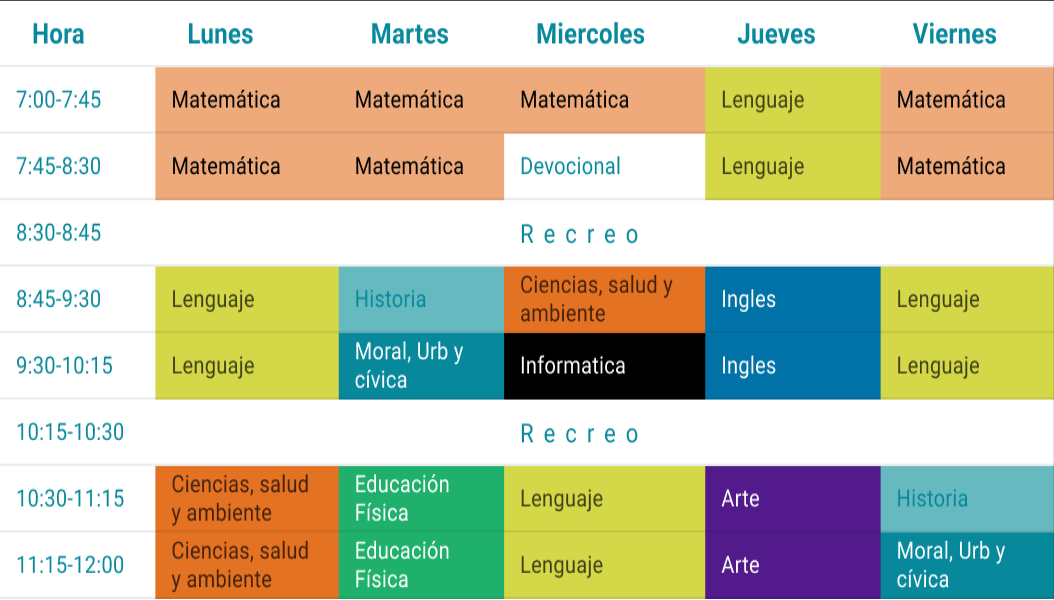 Hora Lunes Martes Miercoles Jueves Viernes
7:00-7:45 Matemática Matemática Matemática Lenguaje Matemática
7:45-8:30 Matemática Matemática Devocional Lenguaje Matemática
8:30-8:45 R e c r e o
8:45-9:30 Lenguaje Historia Ciencias, salud y ambiente Ingles Lenguaje
9:30-10:15 Lenguaje Moral, Urb y cívica Informatica Ingles Lenguaje
10:15-10:30 R e c r e o
10:30-11:15 Ciencias, salud y ambiente Educación Física Lenguaje Arte Historia
11:15-12:00 Ciencias, salud y ambiente Educación Física Lenguaje Arte Moral, Urb y cívica